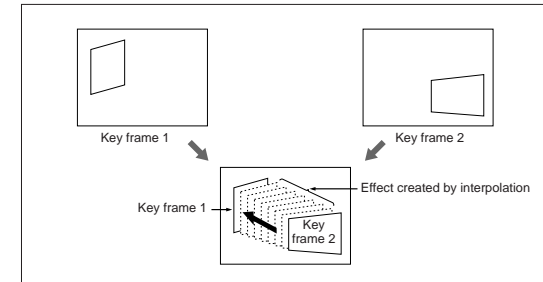 Key frame 1
Key frame 2
Effect created by interpolation
Key frame 1
Key
frame 2